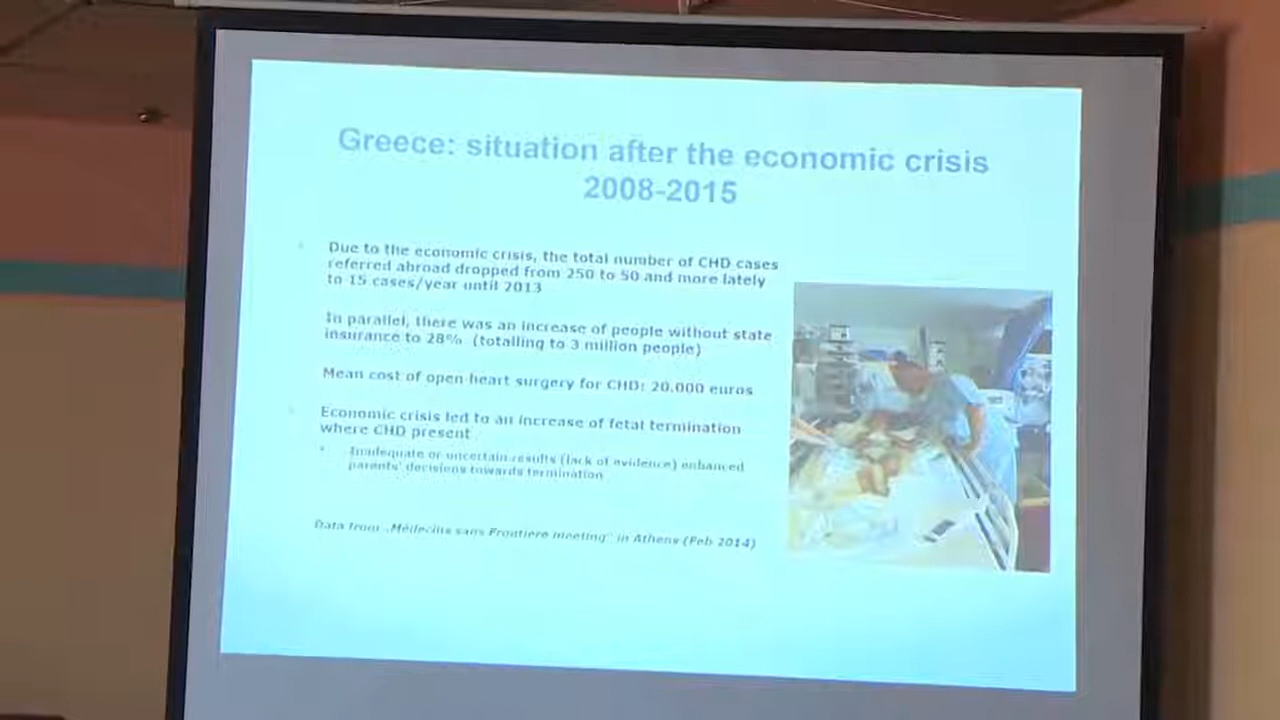 Greece: situation after the economic crisis
2008-2015
Due to the economic crisis, the total number of CHD cases
referred abroad dropped from 250 to 50 and more lately
to 15 cases/year until 2013
In parallel, there was an increase of people without state
insurance to 28% (totalling to 3 million people)
Mean cost of open heart surgery for CHD: 20.000 euros
Economic crisis led to an increase of fetal termination
where CHD present
Inadequate or uncertain results (lack of evidence) enhanced
parents' decisions towards termination
Data from „Médecins sans Frontiere meeting" in Athens (Feb 2014)